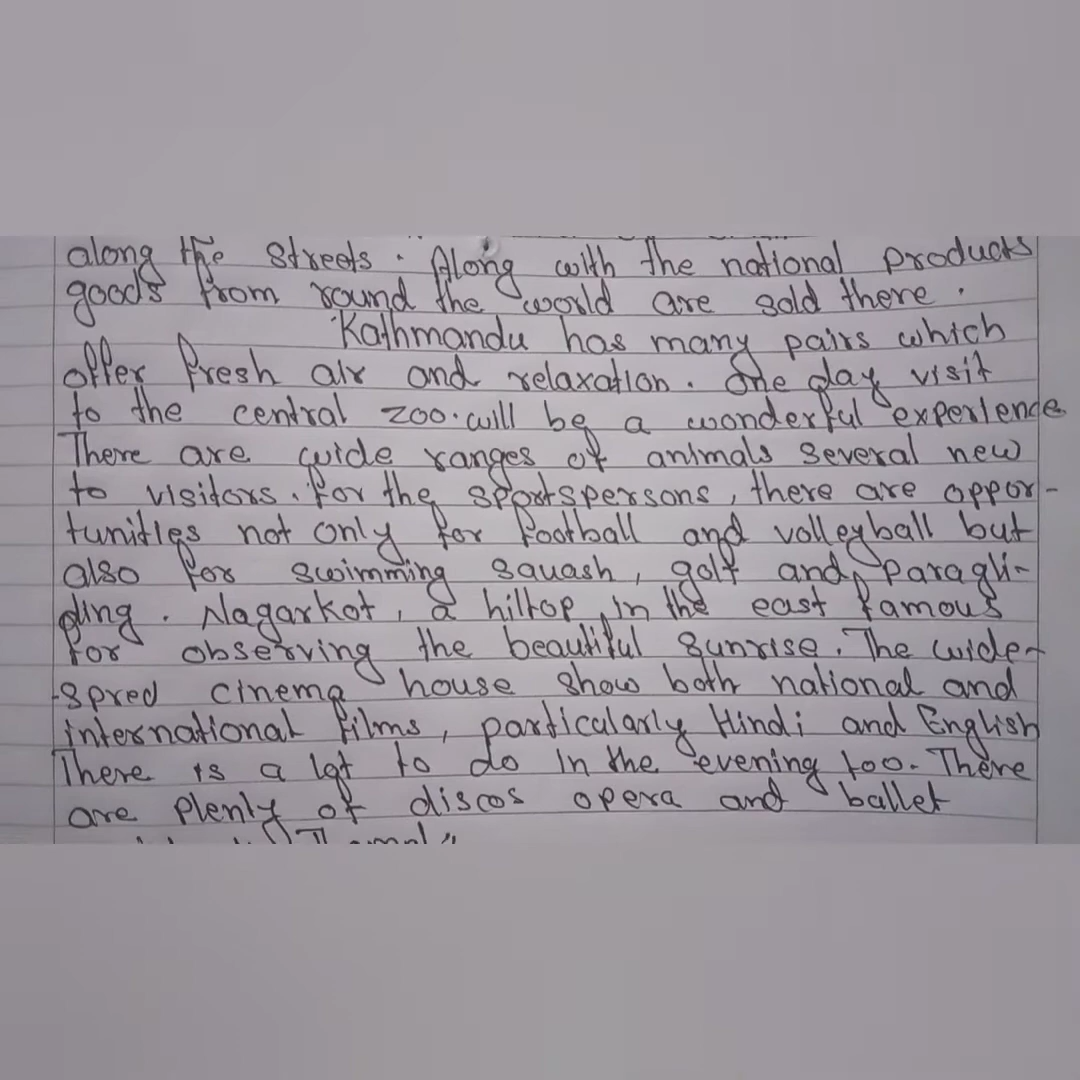 along the streets. Along with the national products
goods from round the world are sold there.
Kathmandu has many pairs which
offer fresh air and relaxation. One day visit
to the central zoo. will be a wonderful experience
There are wide ranges of animals several new
to visitors. for the sportspersons, there are oppor-
tunities not only for football and volleyball but
also for swimming squash, golf and paragli-
ding. Nagarkot, a hiltop in the east famous
for observing the beautiful sunrise. The wide-
-spred cinema house show both national and
international films, particularly Hindi and English
There is a lot to do in the evening too. There
are plenly of discos opera and ballet